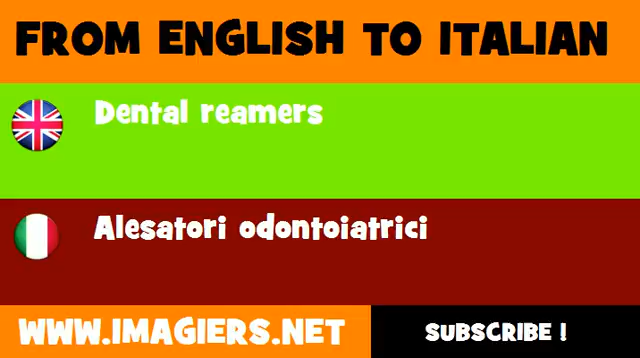 FROM ENGLISH TO ITALIAN
Dental reamers
Alesatori odontoiatrici
WWW.IMAGIERS.NET
SUBSCRIBE !